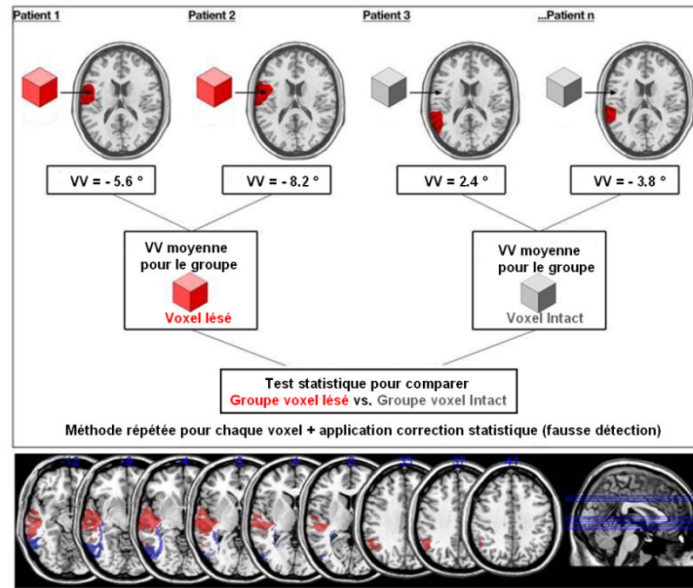 Patient 1 Patient 2 Patient 3 ...Patient n
VV = - 5.6 ° VV = - 8.2 ° VV = 2.4 ° VV = - 3.8 °
VV moyenne
pour le groupe
Voxel lésé
VV moyenne
pour le groupe
Voxel Intact
Test statistique pour comparer
Groupe voxel lésé vs. Groupe voxel Intact
Méthode répétée pour chaque voxel + application correction statistique (fausse détection)